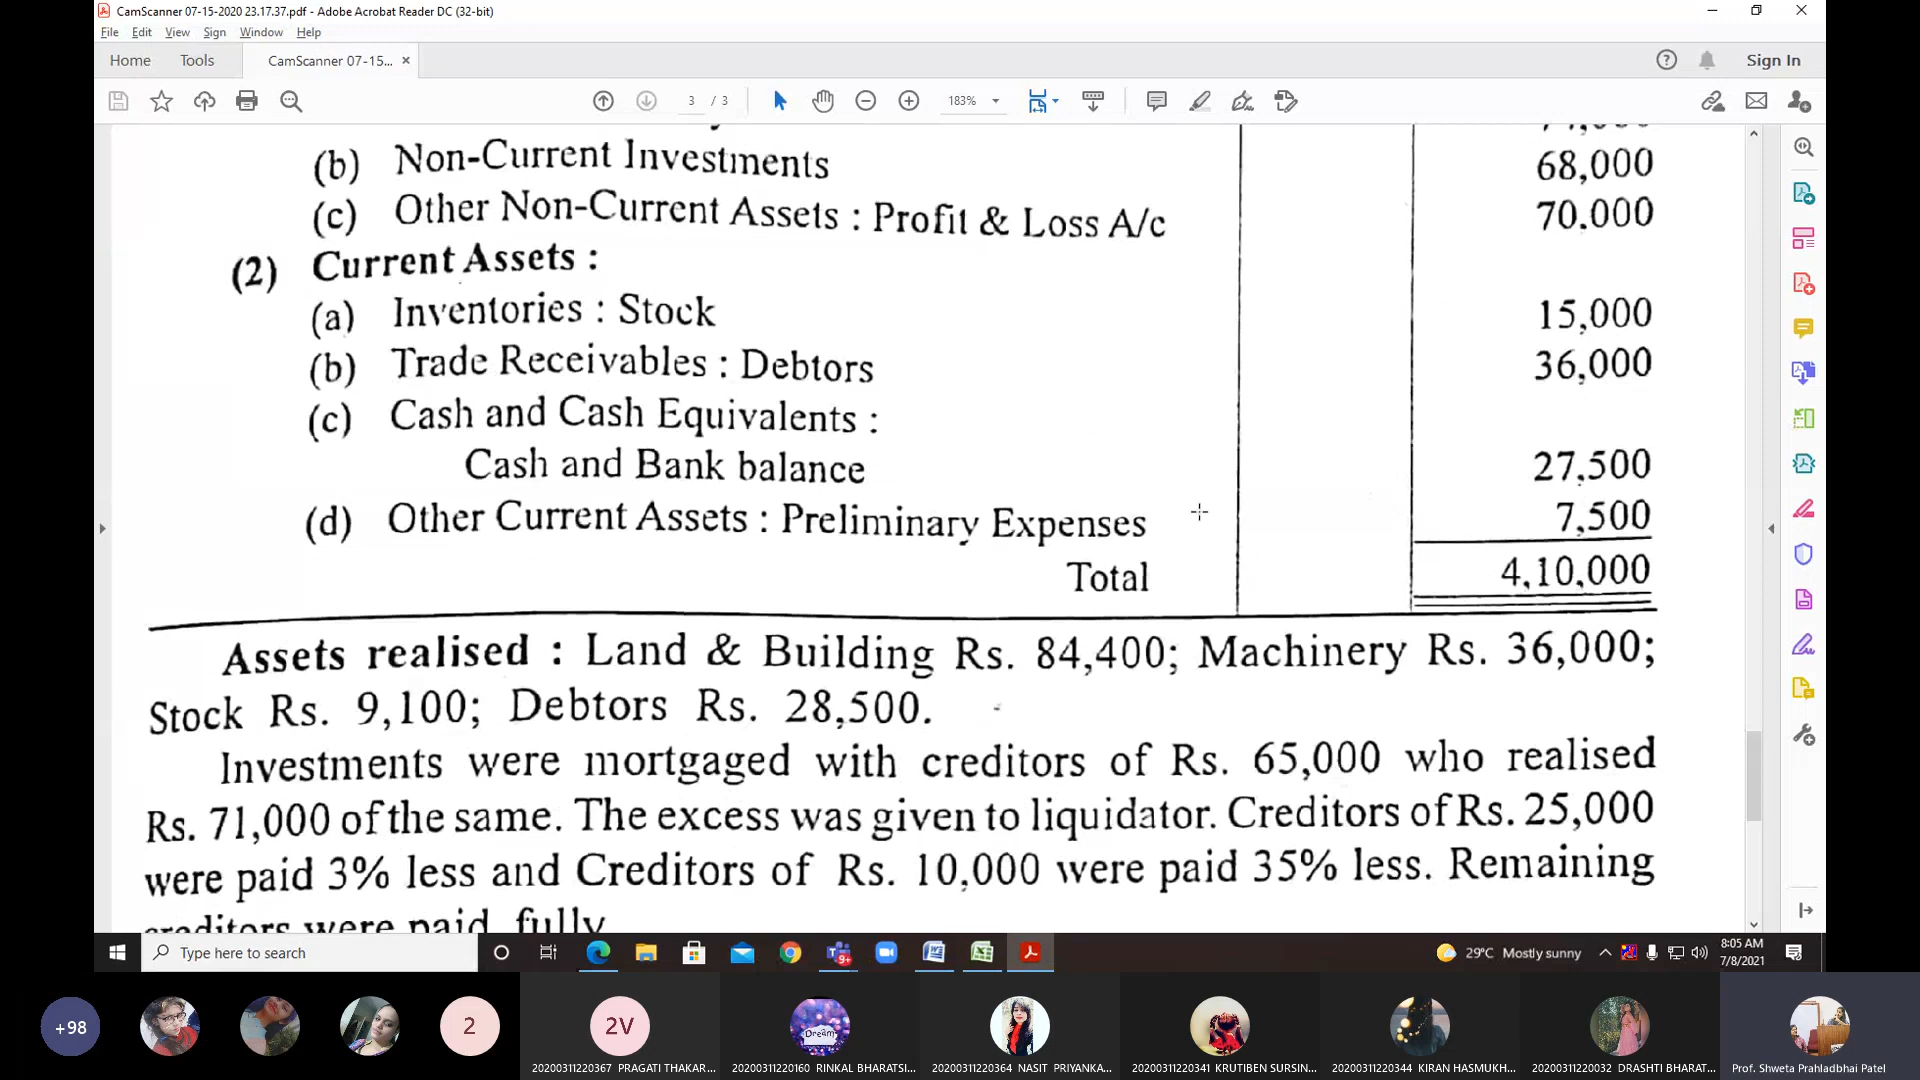 CamScanner 07-15-2020 23.17.37.pdf - Adobe Acrobat Reader DC (32-bit)
File Edit View Sign Window Help
Home Tools CamScanner 07-15... × Sign In
3 / 3 183%
(b) Non-Current Investments 68,000
(c) Other Non-Current Assets : Profit & Loss A/c 70.000
(2) Current Assets :
(a) Inventories : Stock 15,000
(b) Trade Receivables : Debtors 36,000
(c) Cash and Cash Equivalents :
Cash and Bank balance 27,500
(d) Other Current Assets : Preliminary Expenses 7,500
Total 4,10,000
Assets realised : Land & Building Rs. 84,400; Machinery Rs. 36,000;
Stock Rs. 9,100; Debtors Rs. 28,500.
Investments were mortgaged with creditors of Rs. 65,000 who realised
Rs. 71,000 of the same. The excess was given to liquidator. Creditors of Rs. 25,000
were paid 3% less and Creditors of Rs. 10,000 were paid 35% less. Remaining
creditors were paid fully
Type here to search
9+
29°C Mostly sunny
8:05 AM
7/8/2021
+98
2
2V
Dream
20200311220367 PRAGATI THAKAR...
20200311220160 RINKAL BHARATSI...
20200311220364 NASIT PRIYANKA...
20200311220341 KRUTIBEN SURSIN...
20200311220344 KIRAN HASMUKH...
20200311220032 DRASHTI BHARAT...
Prof. Shweta Prahladbhai Patel